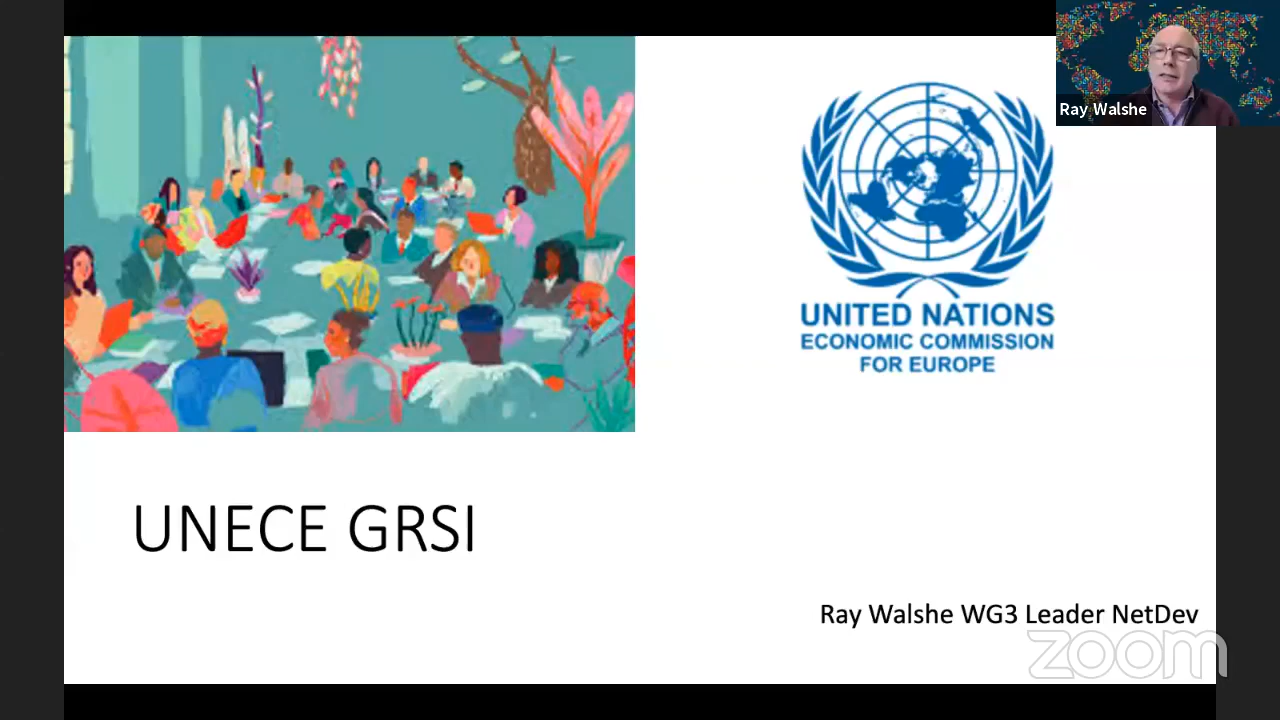 Ray Walshe
UNITED NATIONS
ECONOMIC COMMISSION
FOR EUROPE
UNECE GRSI
Ray Walshe WG3 Leader NetDev
zoom